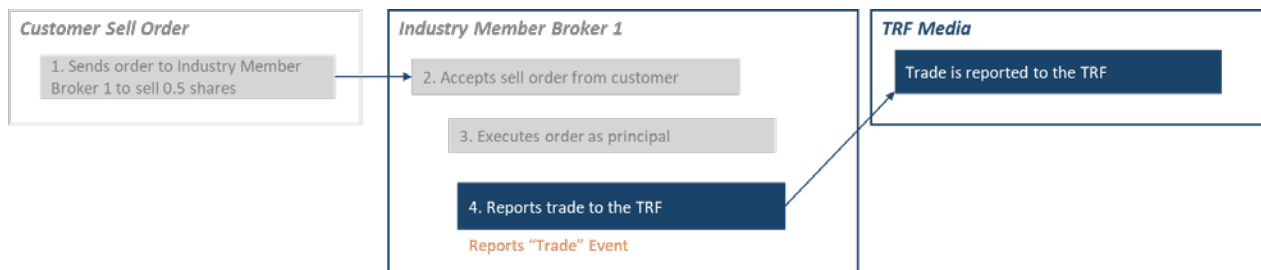 Customer Sell Order
1. Sends order to Industry Member
Broker 1 to sell 0.5 shares
Industry Member Broker 1
2. Accepts sell order from customer
3. Executes order as principal
4. Reports trade to the TRF
Reports “Trade” Event
TRF Media
Trade is reported to the TRF